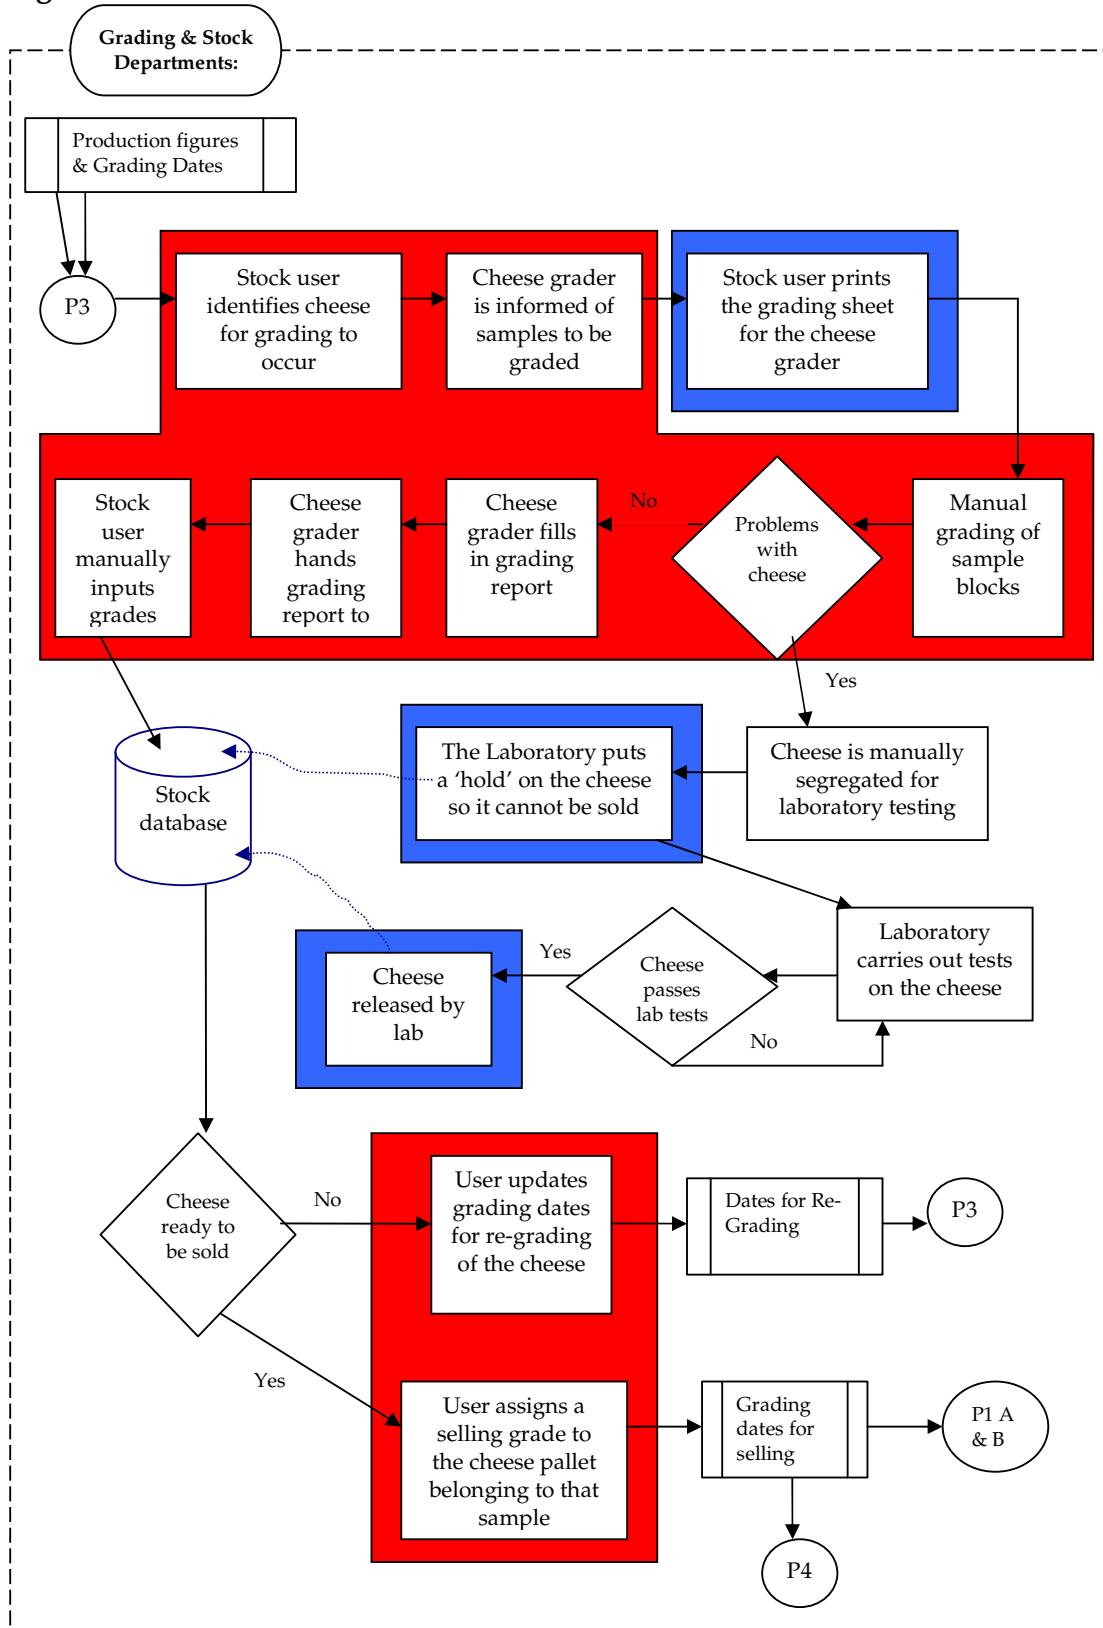 Grading & Stock
Departments:
Production figures
& Grading Dates
P3
Stock user
identifies cheese
for grading to
occur
Cheese grader
is informed of
samples to be
graded
Stock user prints
the grading sheet
for the cheese
grader
Stock
user
manually
inputs
grades
Cheese
grader
hands
grading
report to
Cheese
grader fills
in grading
report
No
Problems
with
cheese
Manual
grading of
sample
blocks
Yes
Stock
database
The Laboratory puts
a ‘hold’ on the cheese
so it cannot be sold
Cheese is manually
segregated for
laboratory testing
Cheese
released by
lab
Yes
Cheese
passes
lab tests
No
Laboratory
carries out tests
on the cheese
Cheese
ready to
be sold
No
User updates
grading dates
for re-grading
of the cheese
Dates for Re-
Grading
P3
Yes
User assigns a
selling grade to
the cheese pallet
belonging to that
sample
Grading
dates for
selling
P1 A
& B
P4